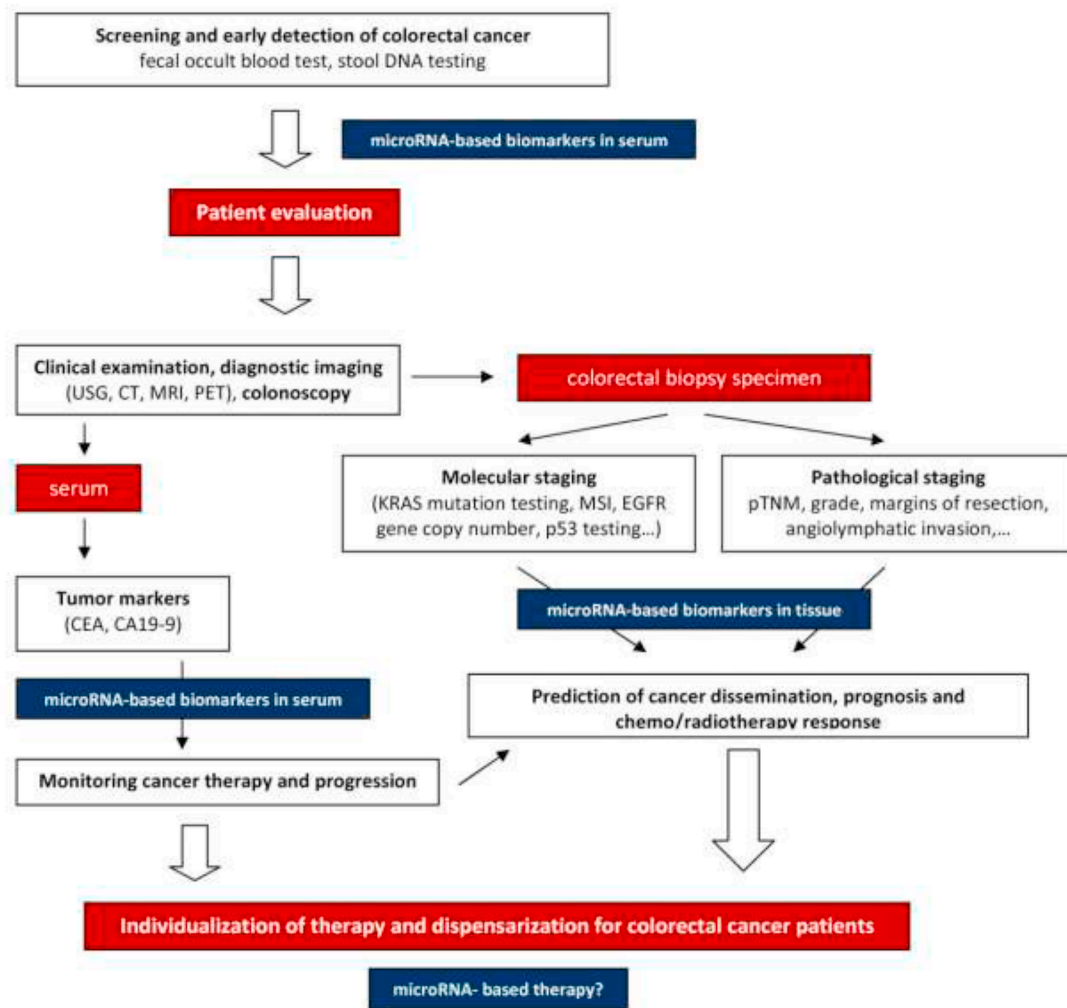 Screening and early detection of colorectal cancer
fecal occult blood test, stool DNA testing
microRNA-based biomarkers in serum
Patient evaluation
Clinical examination, diagnostic imaging
(USG, CT, MRI, PET), colonoscopy
colorectal biopsy specimen
serum
Molecular staging
(KRAS mutation testing, MSI, EGFR
gene copy number, p53 testing...)
Pathological staging
pTNM, grade, margins of resection,
angiolymphatic invasion,...
Tumor markers
(CEA, CA19-9)
microRNA-based biomarkers in tissue
microRNA-based biomarkers in serum
Prediction of cancer dissemination, prognosis and
chemo/radiotherapy response
Monitoring cancer therapy and progression
Individualization of therapy and dispensarization for colorectal cancer patients
microRNA- based therapy?